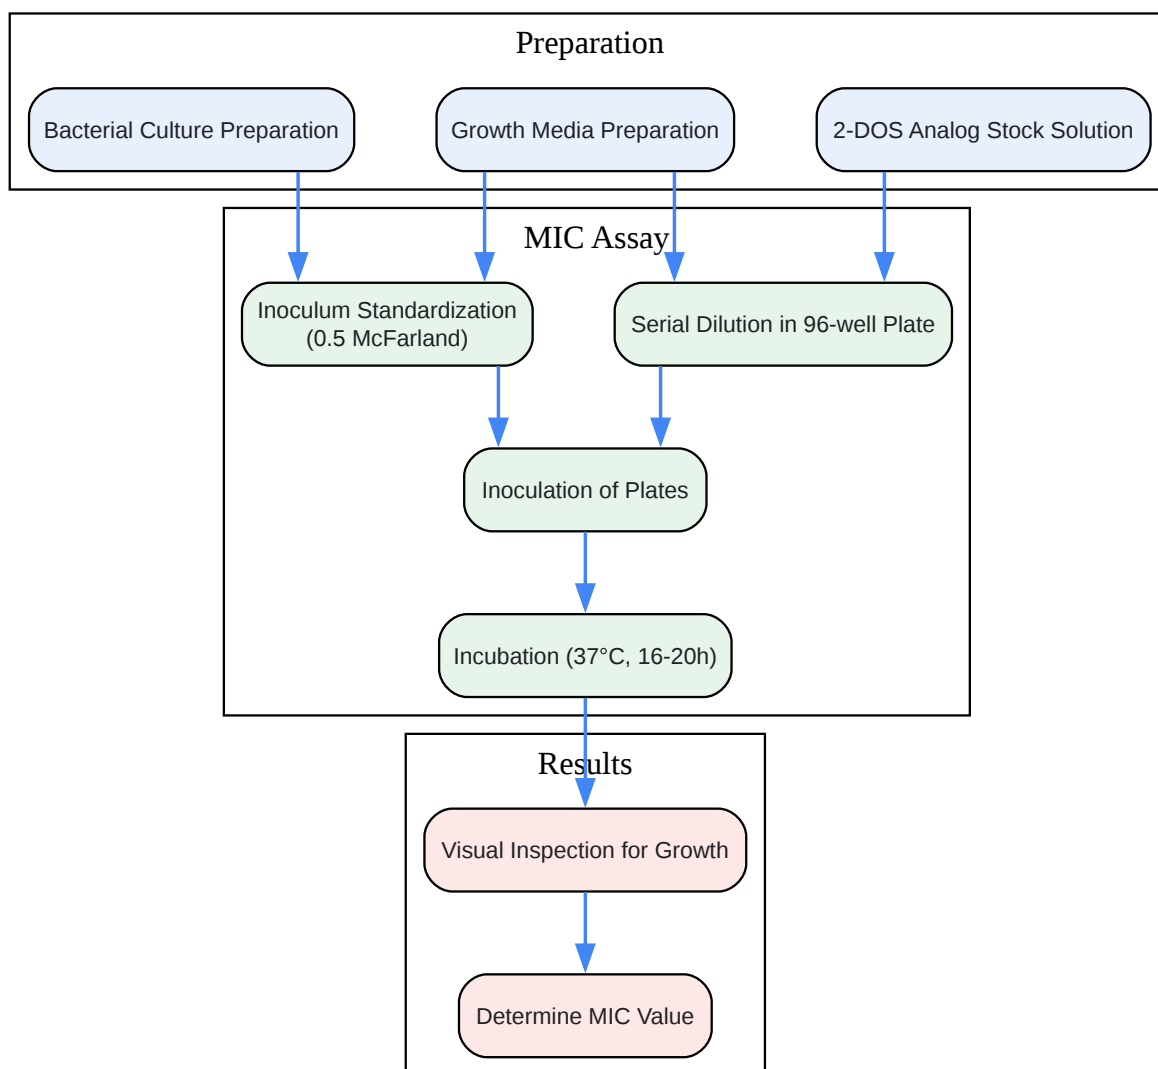 Preparation
Bacterial Culture Preparation
Growth Media Preparation
2-DOS Analog Stock Solution
MIC Assay
Inoculum Standardization
(0.5 McFarland)
Serial Dilution in 96-well Plate
Inoculation of Plates
Incubation (37°C, 16-20h)
Results
Visual Inspection for Growth
Determine MIC Value